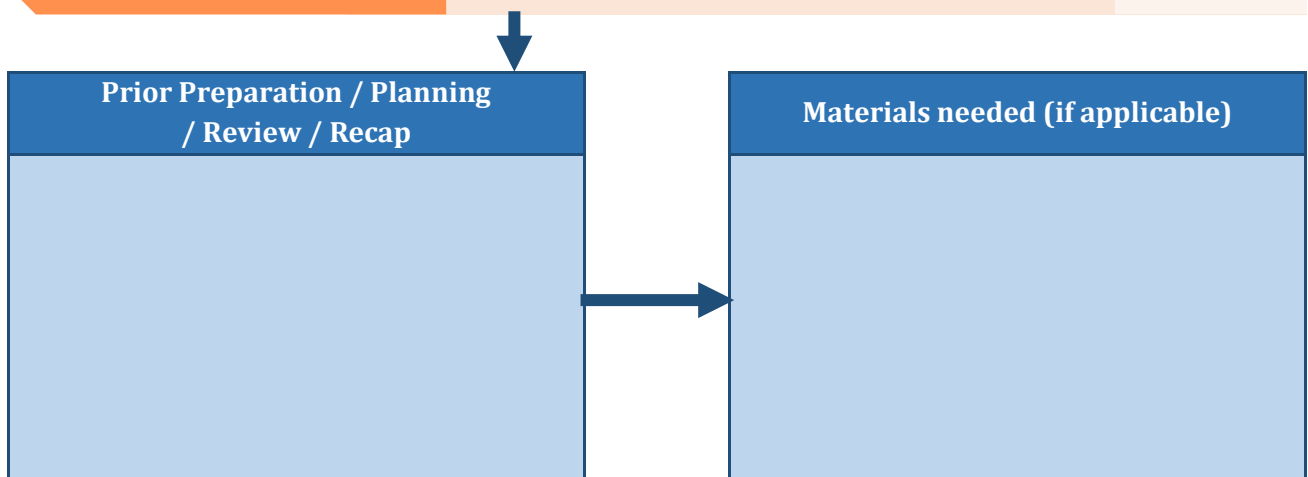 Prior Preparation / Planning
/ Review / Recap
Materials needed (if applicable)